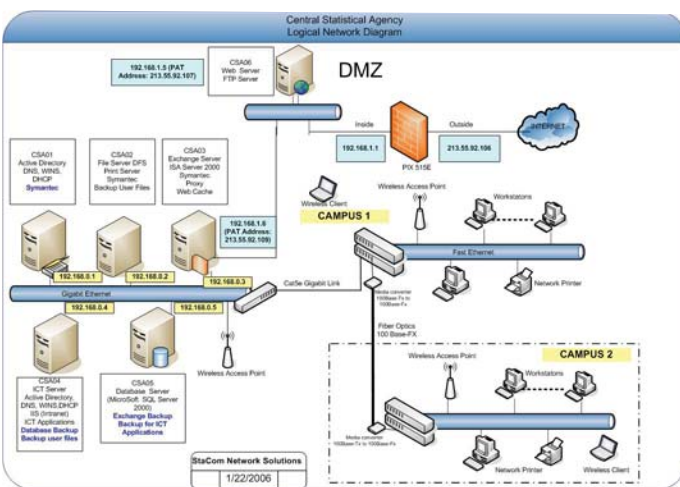 Central Statistical Agency
Logical Network Diagram
192.168.1.5 (PAT
Address: 213.55.92.107)
CSA06
Web Server
FTP Server
DMZ
Inside
Outside
192.168.1.1
213.55.92.106
PIX 515E
INTERNET
CSA01
Active Directory
DNS, WINS,
DHCP
Symantec
CSA02
File Server DFS
Print Server
Symantec
Backup User Files
CSA03
Exchange Server
ISA Server 2000
Symantec
Proxy
Web Cache
192.168.1.6
(PAT Address:
213.55.92.109)
192.168.0.1
192.168.0.2
192.168.0.3
Gigabit Ethernet
192.168.0.4
192.168.0.5
Cat5e Gigabit Link
Wireless Access Point
CSA04
ICT Server
Active Directory,
DNS, WINS,DHCP
IIS (Intranet)
ICT Applications
Database Backup
Backup user files
CSA05
Database Server
(MicroSoft SQL Server
2000)
Exchange Backup
Backup for ICT
Applications
Wireless Client
CAMPUS 1
Wireless Access Point
Workstatons
Fast Ethernet
Network Printer
Media converter
100Base-Tx to
100Base-Fx
Fiber Optics
100 Base-FX
CAMPUS 2
Wireless Access Point
Workstatons
Media converter
100Base-Tx to 100Base-Fx
Network Printer
Wireless Client
StaCom Network Solutions
1/22/2006